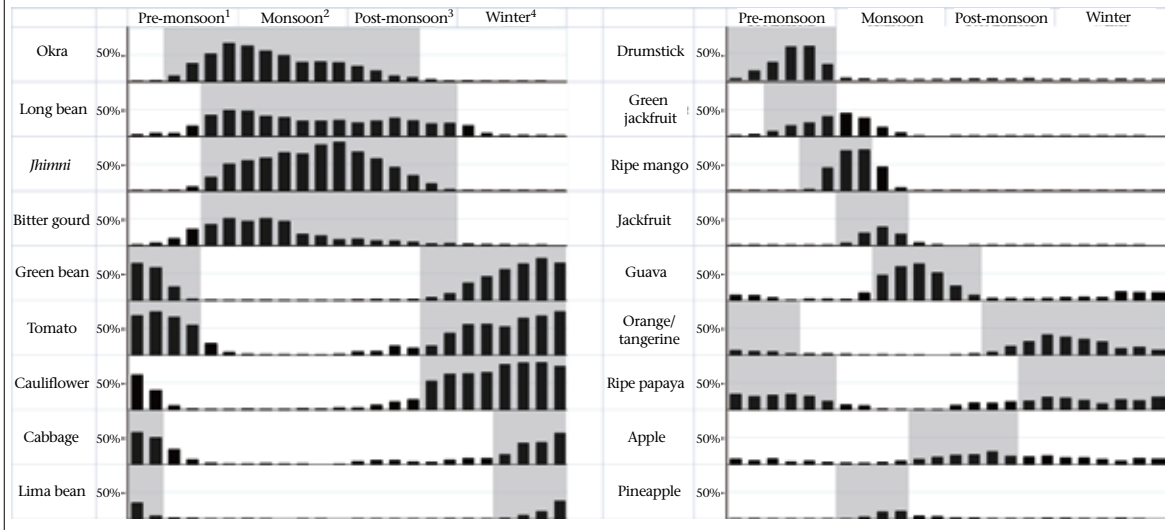 Pre-monsoon¹ Monsoon² Post-monsoon³ Winter⁴
Okra 50%
Long bean 50%
Jhimni 50%
Bitter gourd 50%
Green bean 50%
Tomato 50%
Cauliflower 50%
Cabbage 50%
Lima bean 50%
Pre-monsoon Monsoon Post-monsoon Winter
Drumstick 50%
Green
jackfruit 50%
Ripe mango 50%
Jackfruit 50%
Guava 50%
Orange/
tangerine 50%
Ripe papaya 50%
Apple 50%
Pineapple 50%